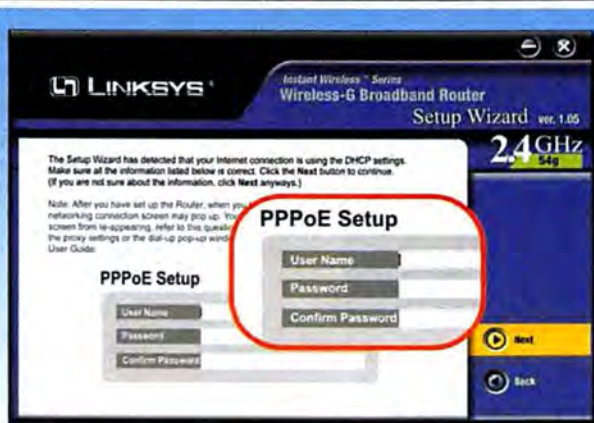 LINKSYS
Instant Wireless™ Series
Wireless-G Broadband Router
Setup Wizard ver. 1.05
2.4 GHz
54g
The Setup Wizard has detected that your Internet connection is using the DHCP settings.
Make sure all the information listed below is correct. Click the Next button to continue.
(If you are not sure about the information, click Next anyways.)
Note: After you have set up the Router, when you
networking connection screen may pop up. You
screen from re-appearing, refer to this question
the proxy settings or the dial-up pop-up window
User Guide.
PPPoE Setup
User Name
Password
Confirm Password
PPPoE Setup
User Name
Password
Confirm Password
Next
Back